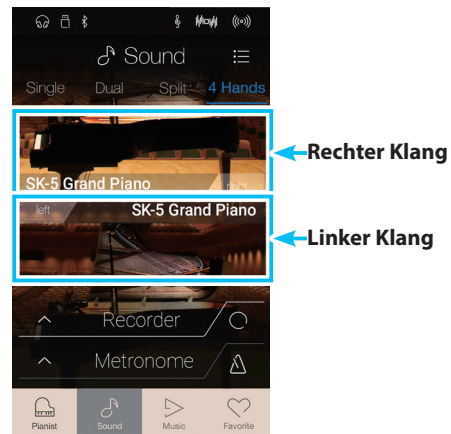 Sound
Single Dual Split 4 Hands
SK-5 Grand Piano right
Rechter Klang
left SK-5 Grand Piano
Linker Klang
Recorder
Metronome
Pianist Sound Music Favorite